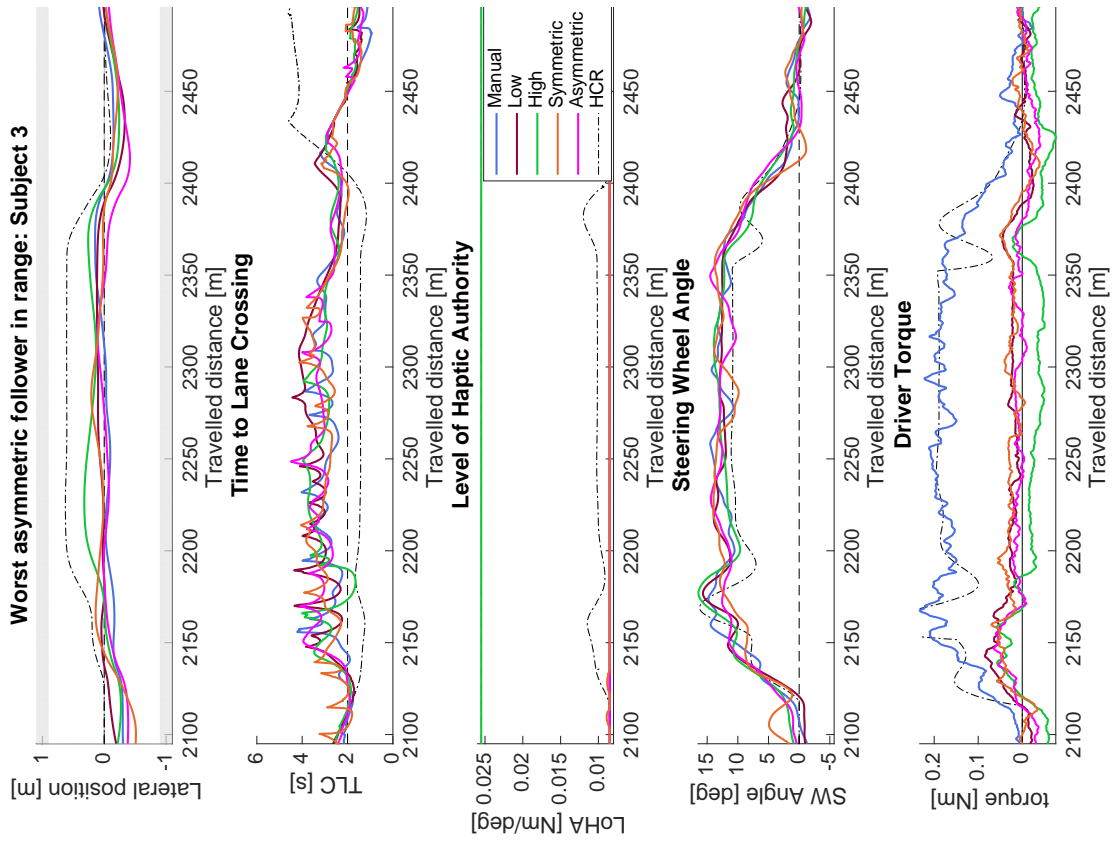 Worst asymmetric follower in range: Subject 3
Lateral position [m]
1
0
-1
2100 2150 2200 2250 2300 2350 2400 2450
Travelled distance [m]
Time to Lane Crossing
TLC [s]
6
4
2
0
2100 2150 2200 2250 2300 2350 2400 2450
Travelled distance [m]
Level of Haptic Authority
LoHA [Nm/deg]
0.025
0.02
0.015
0.01
Manual
Low
High
Symmetric
Asymmetric
HCR
2100 2150 2200 2250 2300 2350 2400 2450
Travelled distance [m]
Steering Wheel Angle
SW Angle [deg]
15
10
5
0
-5
2100 2150 2200 2250 2300 2350 2400 2450
Travelled distance [m]
Driver Torque
torque [Nm]
0.2
0.1
0
2100 2150 2200 2250 2300 2350 2400 2450
Travelled distance [m]